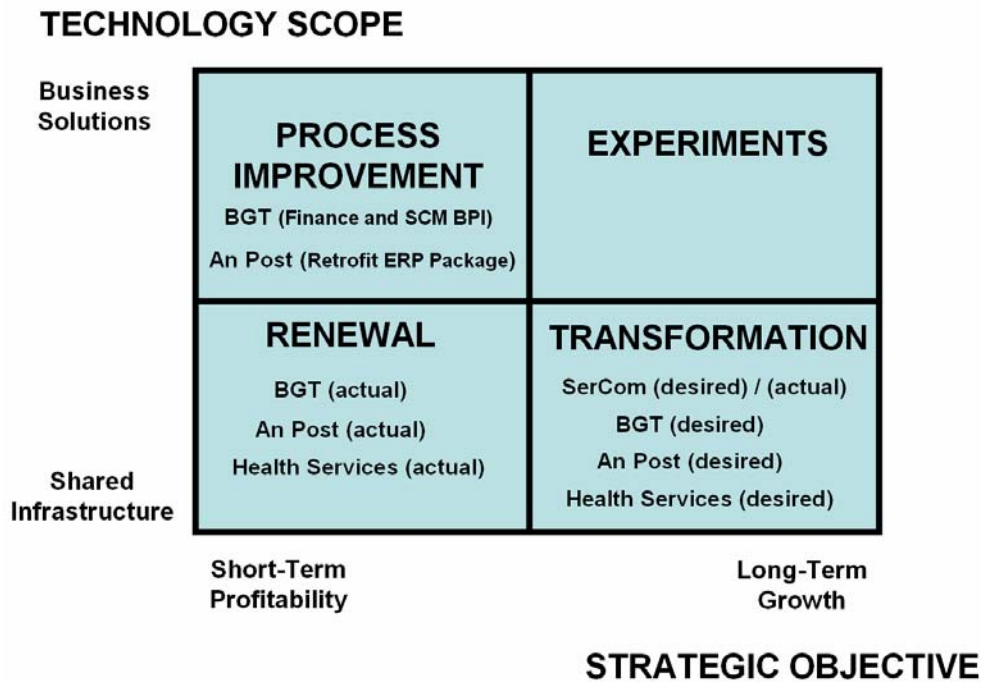 TECHNOLOGY SCOPE
Business
Solutions
PROCESS
IMPROVEMENT
BGT (Finance and SCM BPI)
An Post (Retrofit ERP Package)
EXPERIMENTS
RENEWAL
BGT (actual)
An Post (actual)
Health Services (actual)
TRANSFORMATION
SerCom (desired) / (actual)
BGT (desired)
An Post (desired)
Health Services (desired)
Shared
Infrastructure
Short-Term
Profitability
Long-Term
Growth
STRATEGIC OBJECTIVE